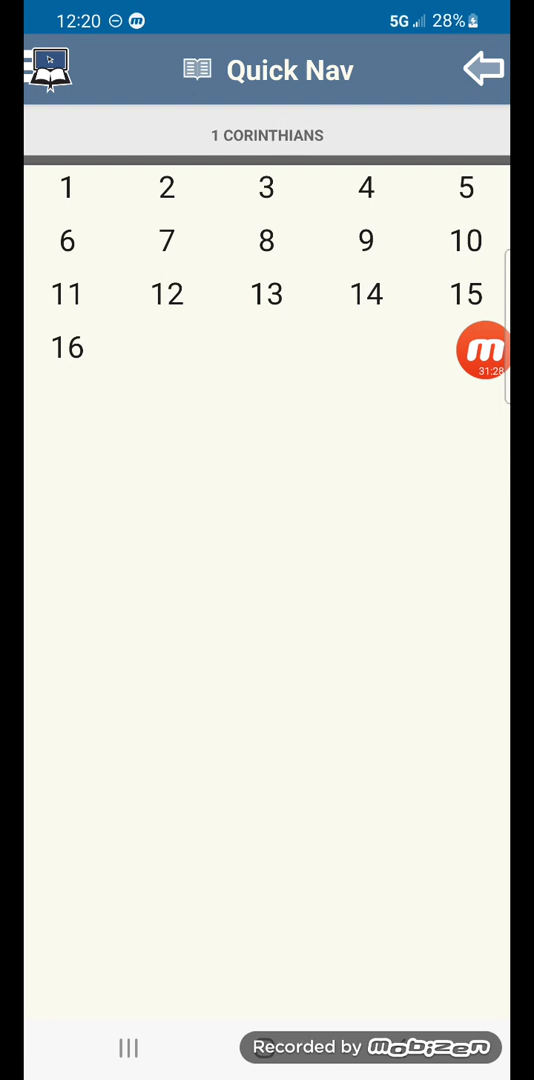 12:20 5G 28%
Quick Nav
1 CORINTHIANS
1 2 3 4 5
6 7 8 9 10
11 12 13 14 15
16
m
31:28
Recorded by mobizen